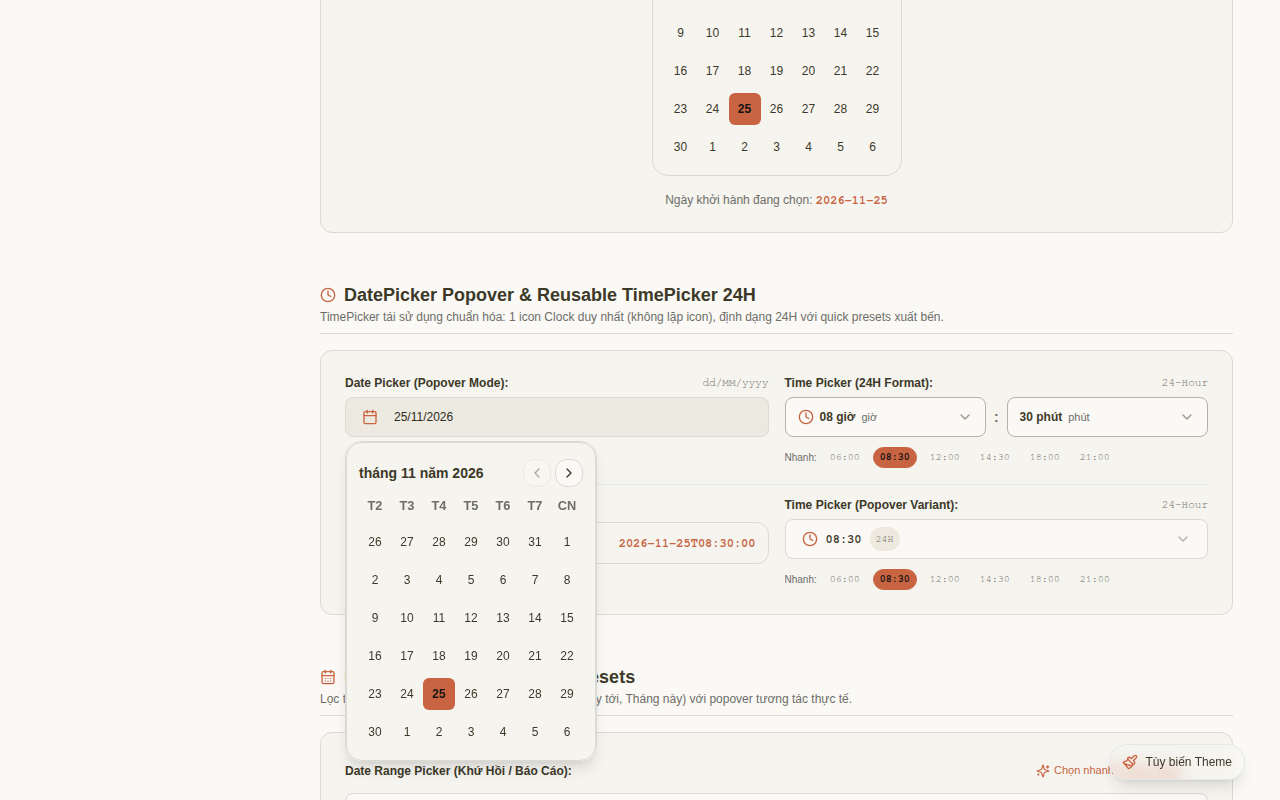 9 10 11 12 13 14 15
16 17 18 19 20 21 22
23 24 25 26 27 28 29
30 1 2 3 4 5 6
Ngày khởi hành đang chọn: 2026-11-25
DatePicker Popover & Reusable TimePicker 24H
TimePicker tái sử dụng chuẩn hóa: 1 icon Clock duy nhất (không lặp icon), định dạng 24H với quick presets xuất bến.
Date Picker (Popover Mode): dd/MM/yyyy
25/11/2026
tháng 11 năm 2026
T2 T3 T4 T5 T6 T7 CN
26 27 28 29 30 31 1
2 3 4 5 6 7 8
9 10 11 12 13 14 15
16 17 18 19 20 21 22
23 24 25 26 27 28 29
30 1 2 3 4 5 6
2026-11-25T08:30:00
Time Picker (24H Format): 24-Hour
08 giờ giờ : 30 phút phút
Nhanh: 06:00 08:30 12:00 14:30 18:00 21:00
Time Picker (Popover Variant): 24-Hour
08:30 24H
Nhanh: 06:00 08:30 12:00 14:30 18:00 21:00
esets
Lọc y tới, Tháng này) với popover tương tác thực tế.
Date Range Picker (Khứ Hồi / Báo Cáo): Chọn nhanh
Tùy biến Theme